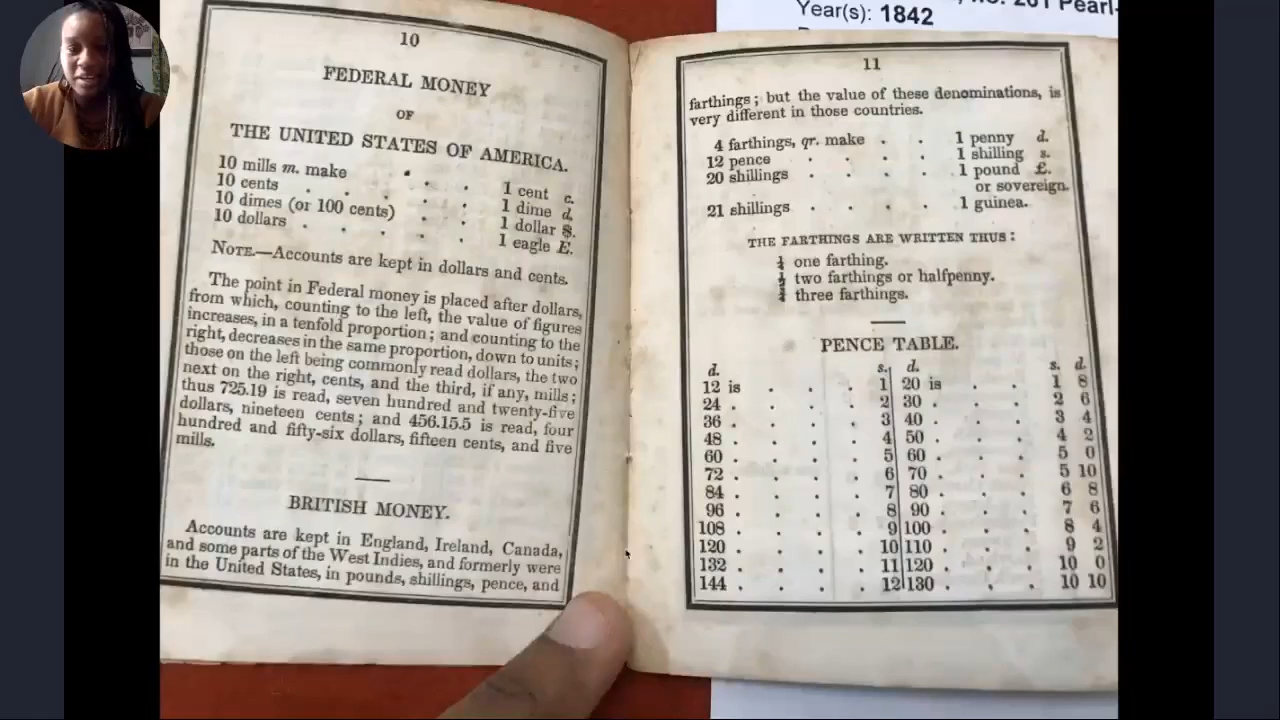 Year(s): 1842
10
FEDERAL MONEY
OF
THE UNITED STATES OF AMERICA.
10 mills m. make . . . 1 cent c.
10 cents . . . . . 1 dime d.
10 dimes (or 100 cents) . . 1 dollar $.
10 dollars . . . . . 1 eagle E.
NOTE.—Accounts are kept in dollars and cents.
The point in Federal money is placed after dollars,
from which, counting to the left, the value of figures
increases, in a tenfold proportion; and counting to the
right, decreases in the same proportion, down to units;
those on the left being commonly read dollars, the two
next on the right, cents, and the third, if any, mills;
thus 725.19 is read, seven hundred and twenty-five
dollars, nineteen cents; and 456.15.5 is read, four
hundred and fifty-six dollars, fifteen cents, and five
mills.
BRITISH MONEY.
Accounts are kept in England, Ireland, Canada,
and some parts of the West Indies, and formerly were
in the United States, in pounds, shillings, pence, and
11
farthings; but the value of these denominations, is
very different in those countries.
4 farthings, qr. make . . 1 penny d.
12 pence . . . . 1 shilling s.
20 shillings . . . . 1 pound £.
or sovereign.
21 shillings . . . . 1 guinea.
THE FARTHINGS ARE WRITTEN THUS:
¼ one farthing.
½ two farthings or halfpenny.
¾ three farthings.
PENCE TABLE.
d. s. d. s. d.
12 is . . . 1 20 is . . 1 8
24 . . . . 2 30 . . . 2 6
36 . . . . 3 40 . . . 3 4
48 . . . . 4 50 . . . 4 2
60 . . . . 5 60 . . . 5 0
72 . . . . 6 70 . . . 5 10
84 . . . . 7 80 . . . 6 8
96 . . . . 8 90 . . . 7 6
108 . . . . 9 100 . . . 8 4
120 . . . . 10 110 . . . 9 2
132 . . . . 11 120 . . . 10 0
144 . . . . 12 130 . . . 10 10